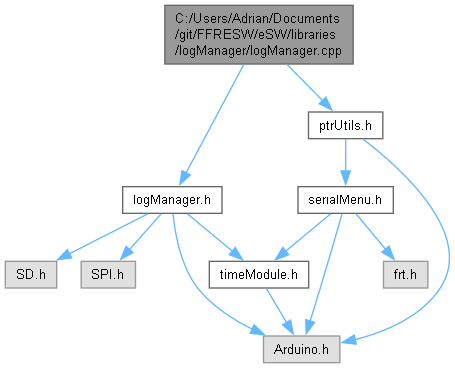 C:/Users/Adrian/Documents
/git/FFRESW/eSW/libraries
/logManager/logManager.cpp
ptrUtils.h
logManager.h
serialMenu.h
SD.h
SPI.h
timeModule.h
frt.h
Arduino.h